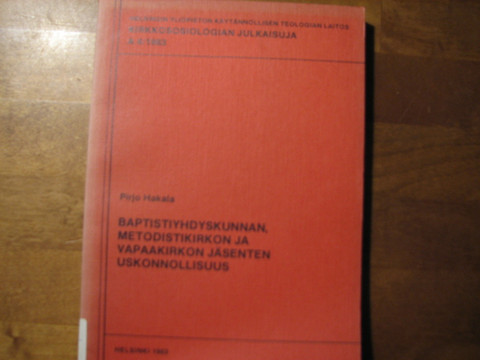 HELSINGIN YLIOPISTON KÄYTÄNNÖLLISEN TEOLOGIAN LAITOS
KIRKKOSOSIOLOGIAN JULKAISUJA
Pirjo Hakala
BAPTISTIYHDYSKUNNAN,
METODISTIKIRKON JA
VAPAAKIRKON JÄSENTEN
USKONNOLLISUUS
HELSINKI